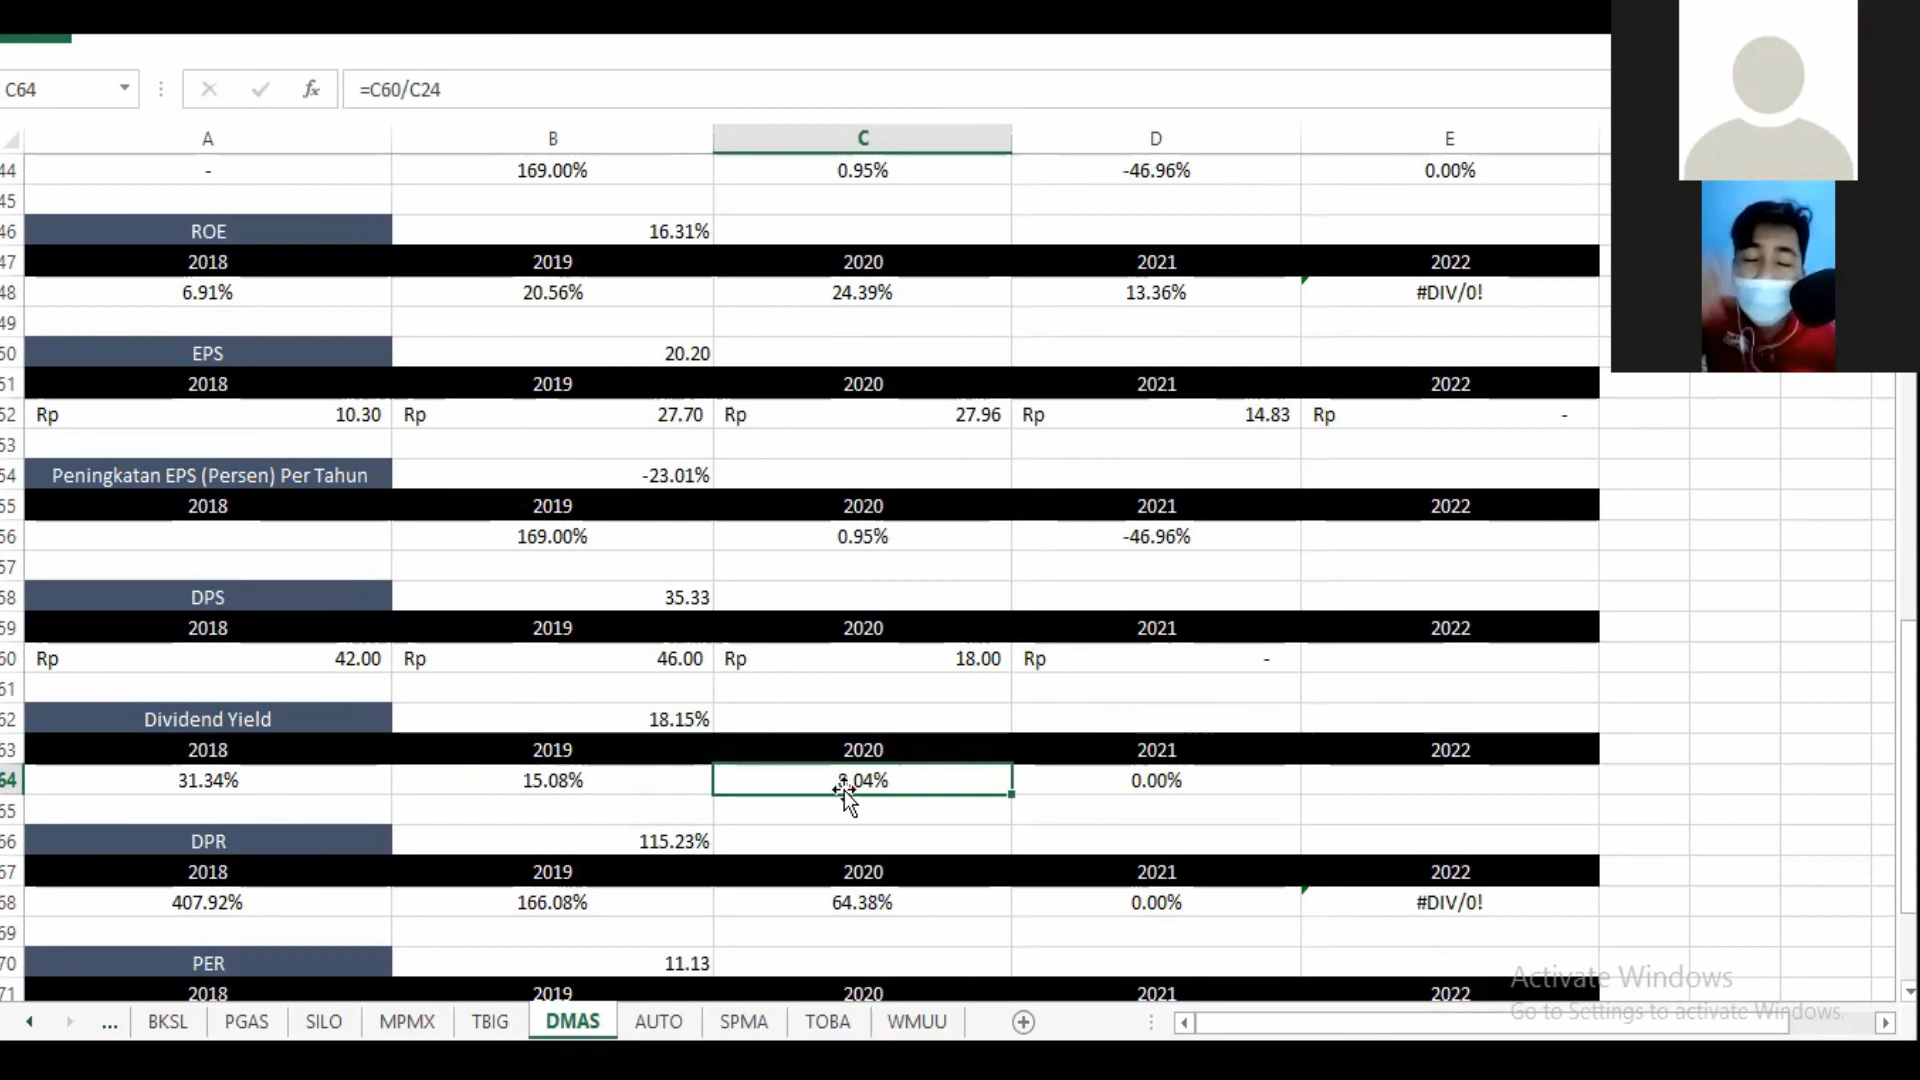 C64 fx =C60/C24
A B C D E
44 - 169.00% 0.95% -46.96% 0.00%
45
46 ROE 16.31%
47 2018 2019 2020 2021 2022
48 6.91% 20.56% 24.39% 13.36% #DIV/0!
49
50 EPS 20.20
51 2018 2019 2020 2021 2022
52 Rp 10.30 Rp 27.70 Rp 27.96 Rp 14.83 Rp -
53
54 Peningkatan EPS (Persen) Per Tahun -23.01%
55 2018 2019 2020 2021 2022
56 169.00% 0.95% -46.96%
57
58 DPS 35.33
59 2018 2019 2020 2021 2022
60 Rp 42.00 Rp 46.00 Rp 18.00 Rp -
61
62 Dividend Yield 18.15%
63 2018 2019 2020 2021 2022
64 31.34% 15.08% 0.00%
65
66 DPR 115.23%
67 2018 2019 2020 2021 2022
68 407.92% 166.08% 64.38% 0.00% #DIV/0!
69
70 PER 11.13
71 2018 2019 2020 2021 2022
Activate Windows
Go to Settings to activate Windows.
... BKSL PGAS SILO MPMX TBIG DMAS AUTO SPMA TOBA WMUU